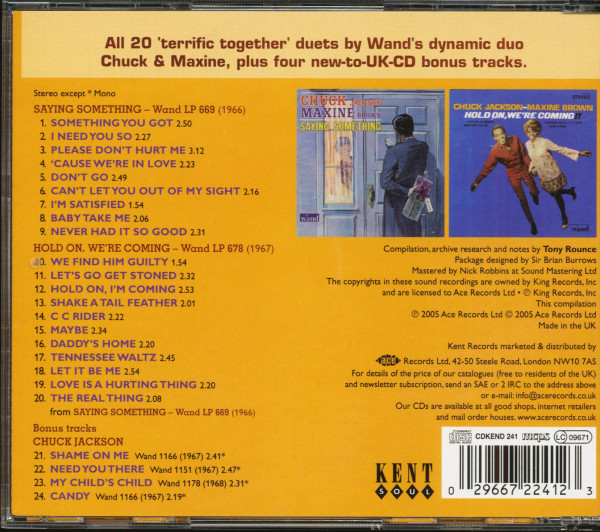 All 20 'terrific together' duets by Wand's dynamic duo
Chuck & Maxine, plus four new-to-UK-CD bonus tracks.
Stereo except * Mono
SAYING SOMETHING – Wand LP 669 (1966)
1. SOMETHING YOU GOT 2.50
2. I NEED YOU SO 2.27
3. PLEASE DON'T HURT ME 3.12
4. 'CAUSE WE'RE IN LOVE 2.23
5. DON'T GO 2.49
6. CAN'T LET YOU OUT OF MY SIGHT 2.16
7. I'M SATISFIED 1.54
8. BABY TAKE ME 2.06
9. NEVER HAD IT SO GOOD 2.31
HOLD ON, WE'RE COMING – Wand LP 678 (1967)
10. WE FIND HIM GUILTY 1.54
11. LET'S GO GET STONED 2.32
12. HOLD ON, I'M COMING 2.53
13. SHAKE A TAIL FEATHER 2.01
14. C C RIDER 2.22
15. MAYBE 2.34
16. DADDY'S HOME 2.20
17. TENNESSEE WALTZ 2.45
18. LET IT BE ME 2.54
19. LOVE IS A HURTING THING 2.20
20. THE REAL THING 2.08
from SAYING SOMETHING – Wand LP 669 (1966)
Bonus tracks
CHUCK JACKSON
21. SHAME ON ME Wand 1166 (1967) 2.41*
22. NEED YOU THERE Wand 1151 (1967) 2.47*
23. MY CHILD'S CHILD Wand 1178 (1968) 2.31*
24. CANDY Wand 1166 (1967) 2.19*
CHUCK JACKSON
MAXINE BROWN
SAYING SOMETHING
wand
STEREO
CHUCK JACKSON–MAXINE BROWN
HOLD ON, WE'RE COMING!!
wand
Compilation, archive research and notes by Tony Rounce
Package designed by Sir Brian Burrows
Mastered by Nick Robbins at Sound Mastering Ltd
The copyrights in these sound recordings are owned by King Records, Inc
and are licensed to Ace Records Ltd • ℗ King Records, Inc
This compilation
℗ 2005 Ace Records Ltd © 2005 Ace Records Ltd
Made in the UK
Kent Records marketed & distributed by
ACE Records Ltd, 42-50 Steele Road, London NW10 7AS
For details of the price of our catalogues (free to residents of the UK)
and newsletter subscription, send an SAE or 2 IRC to the address above
or e-mail: info@acerecords.co.uk
Our CDs are available at all good shops, internet retailers
and mail order dealers or from www.acerecords.co.uk
KENT
SOUL
COMPACT
disc
DIGITAL AUDIO
CDKEND 241
mcps
LC 09671
0 29667 22412 3